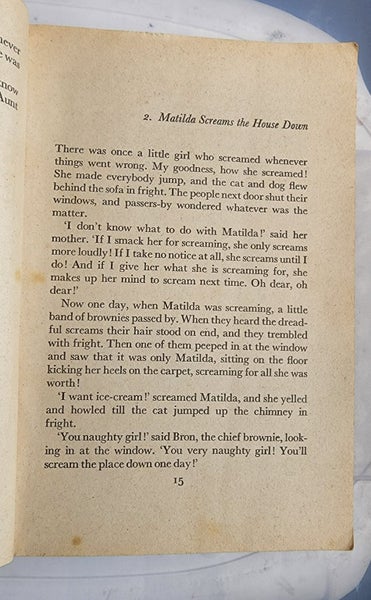 never
e was
know
Aunt
2. Matilda Screams the House Down
There was once a little girl who screamed whenever
things went wrong. My goodness, how she screamed!
She made everybody jump, and the cat and dog flew
behind the sofa in fright. The people next door shut their
windows, and passers-by wondered whatever was the
matter.
'I don't know what to do with Matilda!' said her
mother. 'If I smack her for screaming, she only screams
more loudly! If I take no notice at all, she screams until I
do! And if I give her what she is screaming for, she
makes up her mind to scream next time. Oh dear, oh
dear!'
Now one day, when Matilda was screaming, a little
band of brownies passed by. When they heard the dread-
ful screams their hair stood on end, and they trembled
with fright. Then one of them peeped in at the window
and saw that it was only Matilda, sitting on the floor
kicking her heels on the carpet, screaming for all she was
worth!
'I want ice-cream!' screamed Matilda, and she yelled
and howled till the cat jumped up the chimney in
fright.
'You naughty girl!' said Bron, the chief brownie, look-
ing in at the window. 'You very naughty girl! You'll
scream the place down one day!'
15